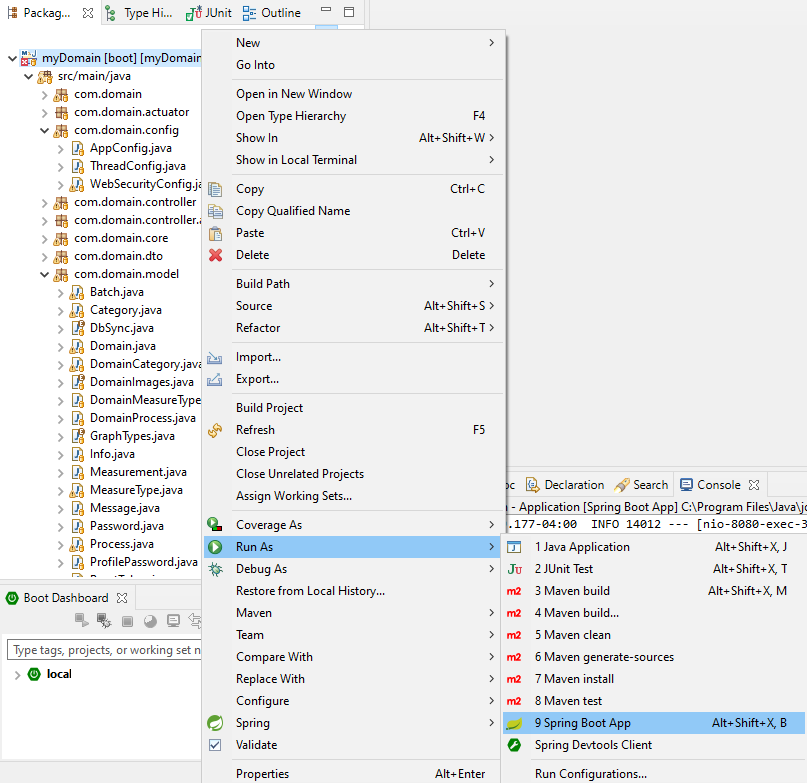 Packag...
Type Hi...
JUnit
Outline
myDomain [boot] [myDomain
src/main/java
com.domain
com.domain.actuator
com.domain.config
AppConfig.java
ThreadConfig.java
WebSecurityConfig.ja
com.domain.controller
com.domain.controller.a
com.domain.core
com.domain.dto
com.domain.model
Batch.java
Category.java
DbSync.java
Domain.java
DomainCategory.java
DomainImages.java
DomainMeasureType
DomainProcess.java
GraphTypes.java
Info.java
Measurement.java
MeasureType.java
Message.java
Password.java
Process.java
ProfilePassword.java
Boot Dashboard
Type tags, projects, or working set n
local
New
Go Into
Open in New Window
Open Type Hierarchy F4
Show In Alt+Shift+W
Show in Local Terminal
Copy Ctrl+C
Copy Qualified Name
Paste Ctrl+V
Delete Delete
Build Path
Source Alt+Shift+S
Refactor Alt+Shift+T
Import...
Export...
Build Project
Refresh F5
Close Project
Close Unrelated Projects
Assign Working Sets...
Coverage As
Run As
Debug As
Restore from Local History...
Maven
Team
Compare With
Replace With
Configure
Spring
Validate
Properties Alt+Enter
oc
Declaration
Search
Console
- Application [Spring Boot App] C:\Program Files\Java\jd
.177-04:00 INFO 14012 --- [nio-8080-exec-3
1 Java Application Alt+Shift+X, J
2 JUnit Test Alt+Shift+X, T
3 Maven build Alt+Shift+X, M
4 Maven build...
5 Maven clean
6 Maven generate-sources
7 Maven install
8 Maven test
9 Spring Boot App Alt+Shift+X, B
Spring Devtools Client
Run Configurations...